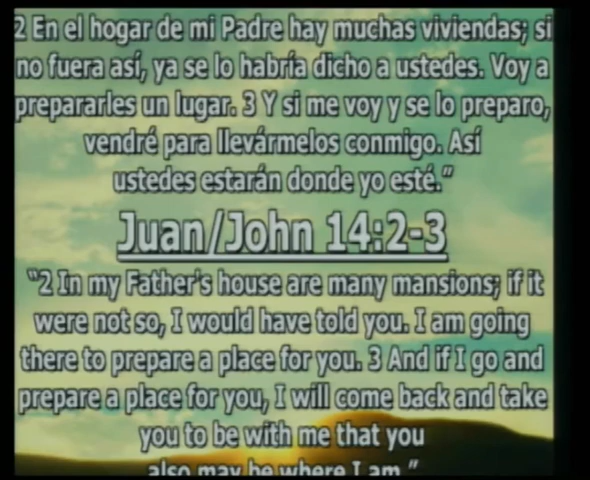 2 En el hogar de mi Padre hay muchas viviendas; si
no fuera así, ya se lo habría dicho a ustedes. Voy a
prepararles un lugar. 3 Y si me voy y se lo preparo,
vendré para llevármelos conmigo. Así
ustedes estarán donde yo esté."
Juan/John 14:2-3
"2 In my Father's house are many mansions; if it
were not so, I would have told you. I am going
there to prepare a place for you. 3 And if I go and
prepare a place for you, I will come back and take
you to be with me that you
also may be where I am."